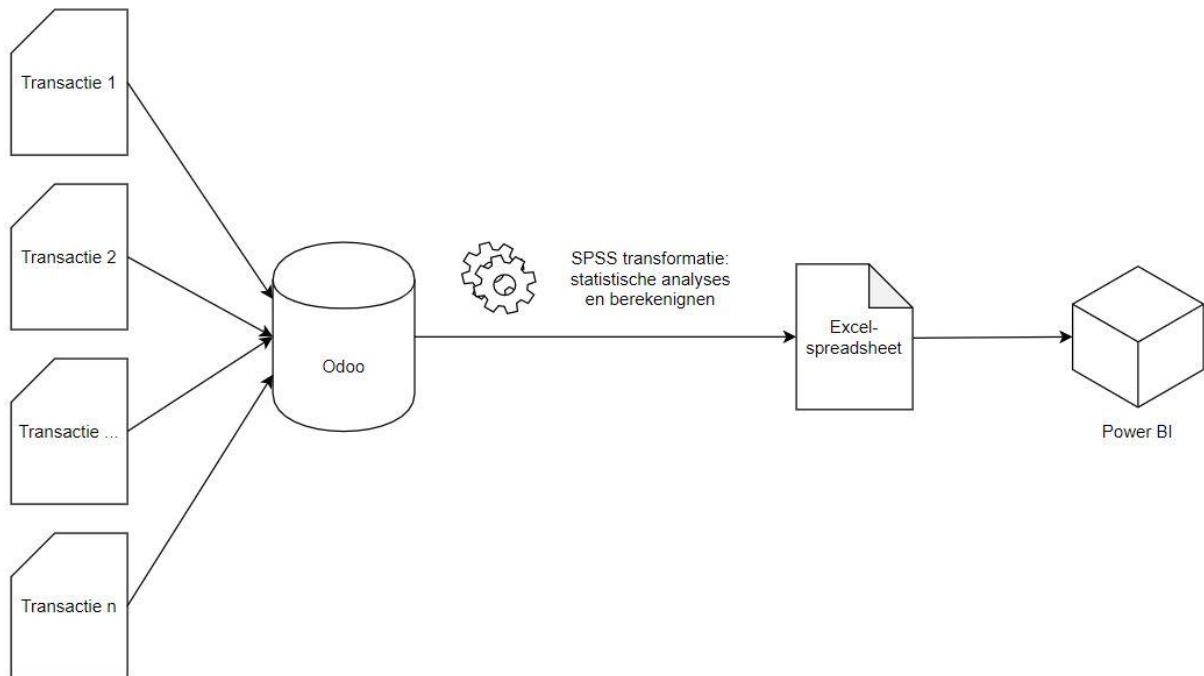 Transactie 1
Transactie 2
Transactie ...
Transactie n
Odoo
SPSS transformatie:
statistische analyses
en berekenignen
Excel-
spreadsheet
Power BI